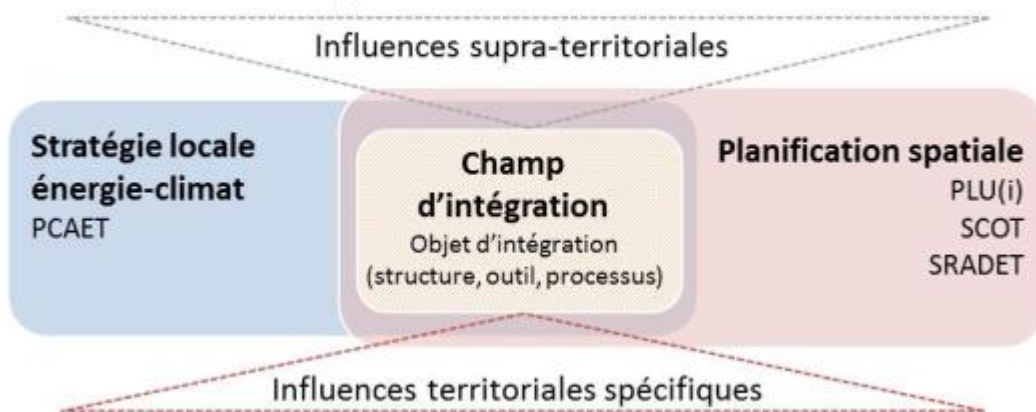 Influences supra-territoriales
Stratégie locale
énergie-climat
PCAET
Champ
d'intégration
Objet d'intégration
(structure, outil, processus)
Planification spatiale
PLU(i)
SCOT
SRADET
Influences territoriales spécifiques